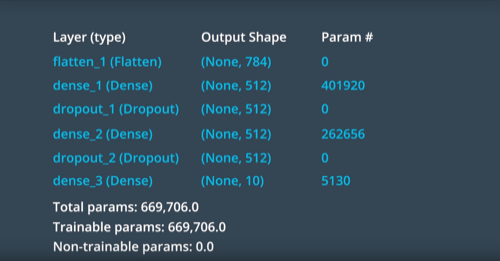 Layer (type) Output Shape Param #
flatten_1 (Flatten) (None, 784) 0
dense_1 (Dense) (None, 512) 401920
dropout_1 (Dropout) (None, 512) 0
dense_2 (Dense) (None, 512) 262656
dropout_2 (Dropout) (None, 512) 0
dense_3 (Dense) (None, 10) 5130
Total params: 669,706.0
Trainable params: 669,706.0
Non-trainable params: 0.0